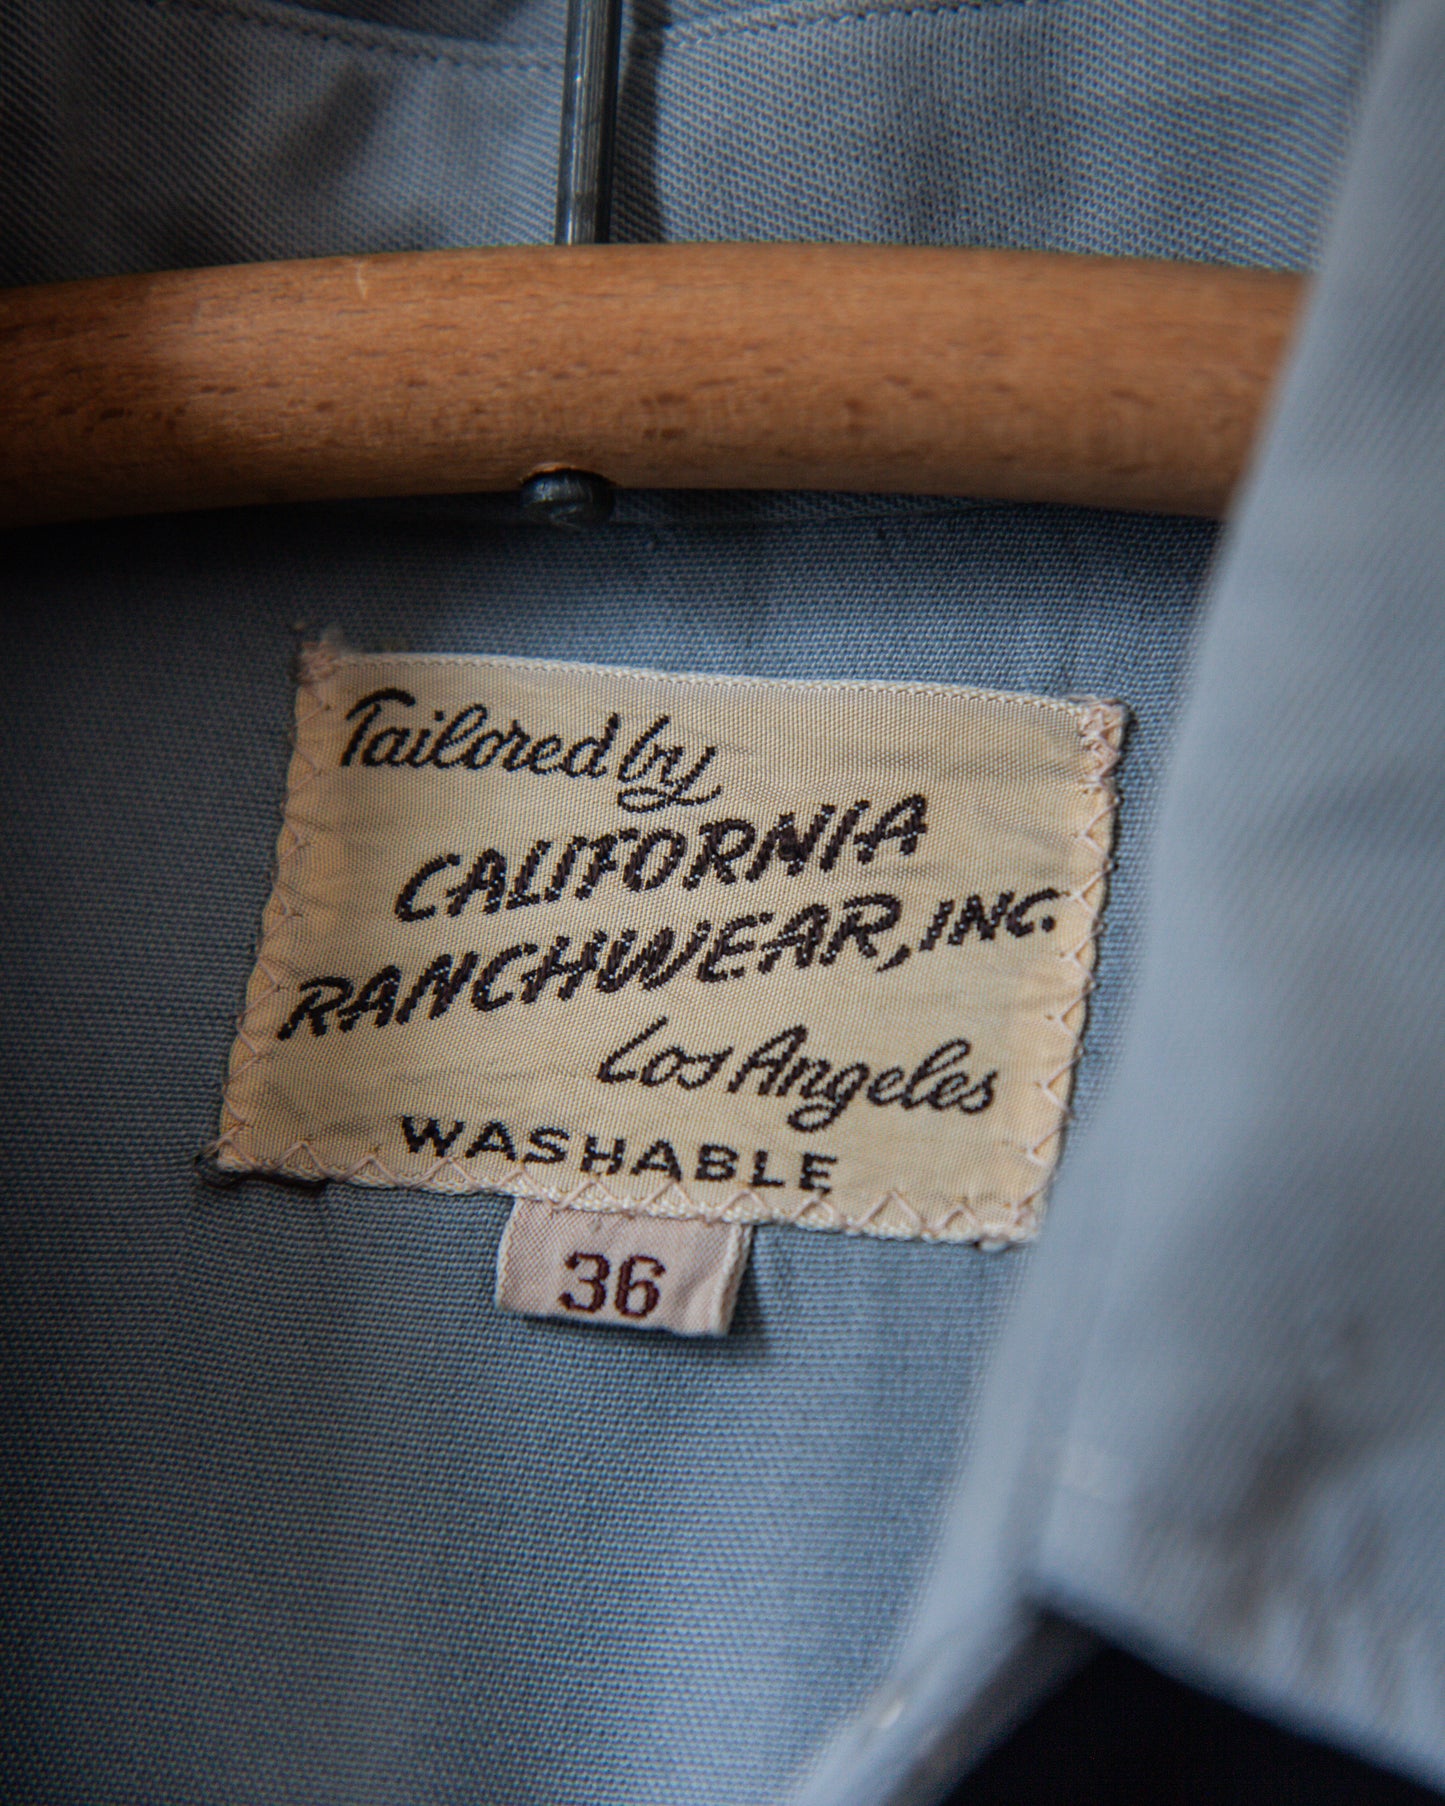 Tailored by
CALIFORNIA
RANCHWEAR, INC.
Los Angeles
WASHABLE
36